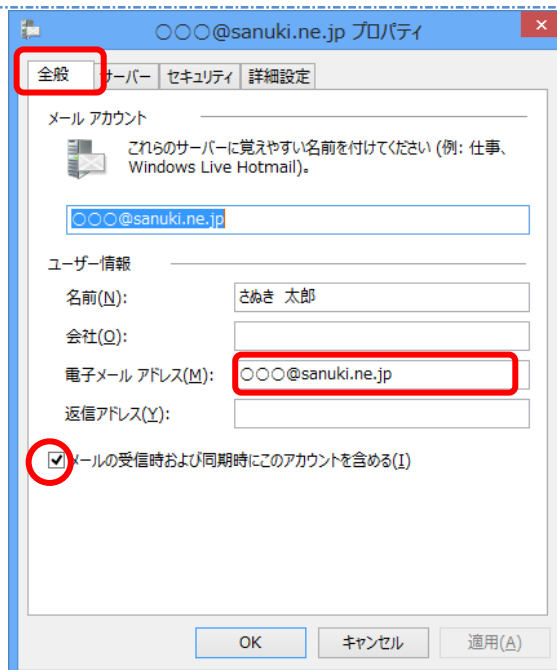 ○○○@sanuki.ne.jp プロパティ
全般 サーバー セキュリティ 詳細設定
メール アカウント
これらのサーバーに覚えやすい名前を付けてください (例: 仕事、
Windows Live Hotmail)。
○○○@sanuki.ne.jp
ユーザー情報
名前(N): さぬき 太郎
会社(O):
電子メール アドレス(M): ○○○@sanuki.ne.jp
返信アドレス(Y):
メールの受信時および同期時にこのアカウントを含める(I)
OK キャンセル 適用(A)